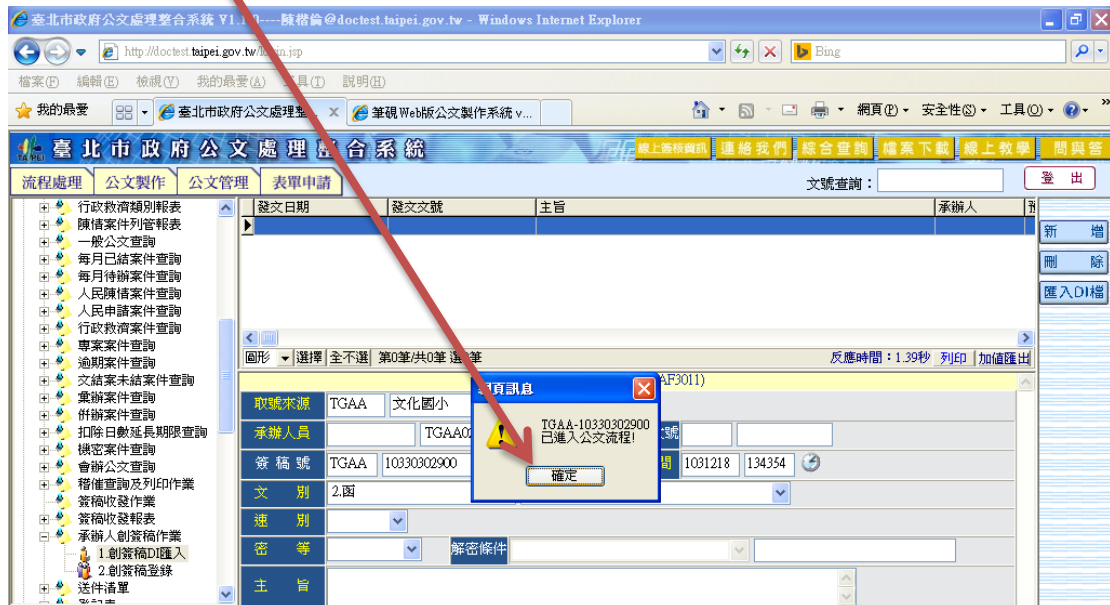 臺北市政府公文處理整合系統 V1.1.0----陳楷倫@doctest.taipei.gov.tw - Windows Internet Explorer
http://doctest.taipei.gov.tw/login.jsp
Bing
檔案(F) 編輯(E) 檢視(V) 我的最愛(A) 工具(T) 說明(H)
我的最愛 臺北市政府公文處理整... 筆硯Web版公文製作系統 v... 網頁(P) 安全性(S) 工具(O)
臺北市政府公文處理整合系統 線上簽核資訊 連絡我們 綜合查詢 檔案下載 線上教學 問與答
流程處理 公文製作 公文管理 表單申請 文號查詢： 登 出
行政救濟類別報表
陳情案件列管報表
一般公文查詢
每月已結案件查詢
每月待辦案件查詢
人民陳情案件查詢
人民申請案件查詢
行政救濟案件查詢
專案案件查詢
逾期案件查詢
交結案未結案件查詢
彙辦案件查詢
併辦案件查詢
扣除日數延長期限查詢
機密案件查詢
會辦公文查詢
稽催查詢及列印作業
簽稿收發作業
簽稿收發報表
承辦人創簽稿作業
1.創簽稿DI匯入
2.創簽稿登錄
送件清單
發文日期 發文文號 主旨 承辦人
圖形 選擇 全不選 第0筆/共0筆 反應時間：1.39秒 列印 加值匯出
AF3011)
取號來源 TGAA 文化國小
承辦人員 TGAA02 號
簽 稿 號 TGAA 10330302900 間 1031218 134354
文 別 2.函
速 別
密 等 解密條件
主 旨
網頁訊息
TGAA-10330302900
已進入公文流程!
確定
新 增
刪 除
匯入DI檔